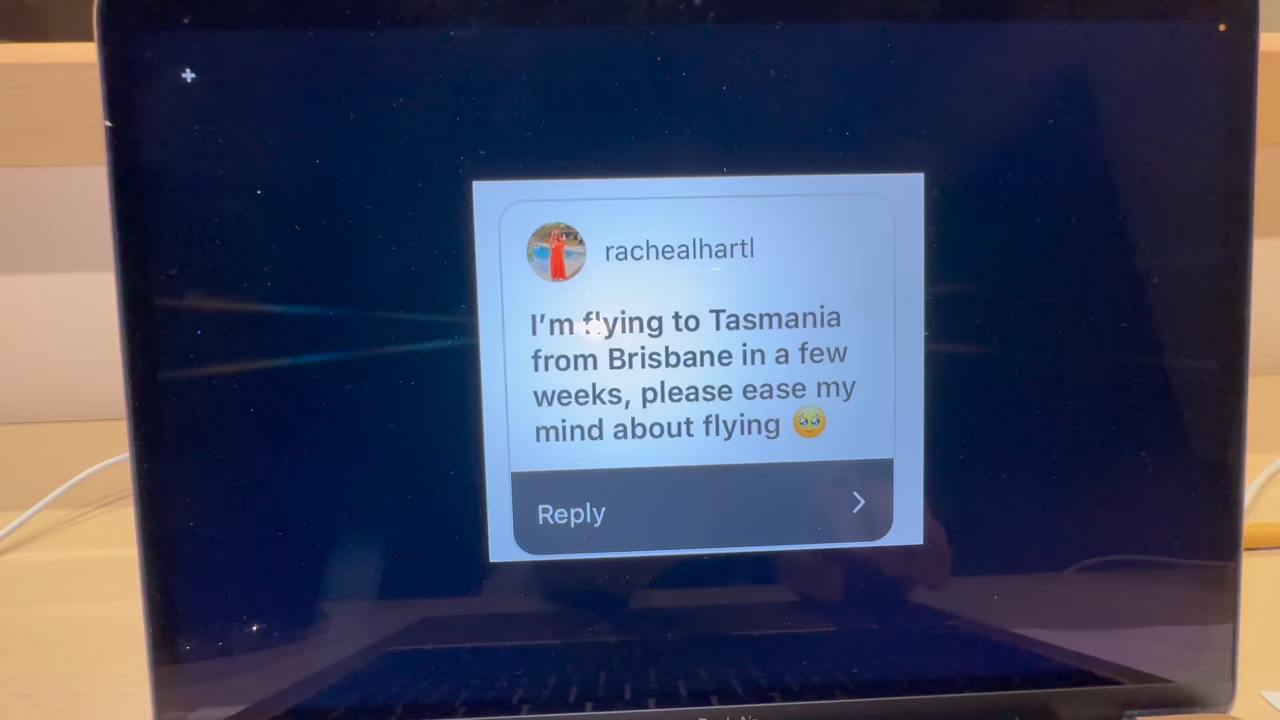 rachealhartl
I'm flying to Tasmania
from Brisbane in a few
weeks, please ease my
mind about flying 🥹
Reply